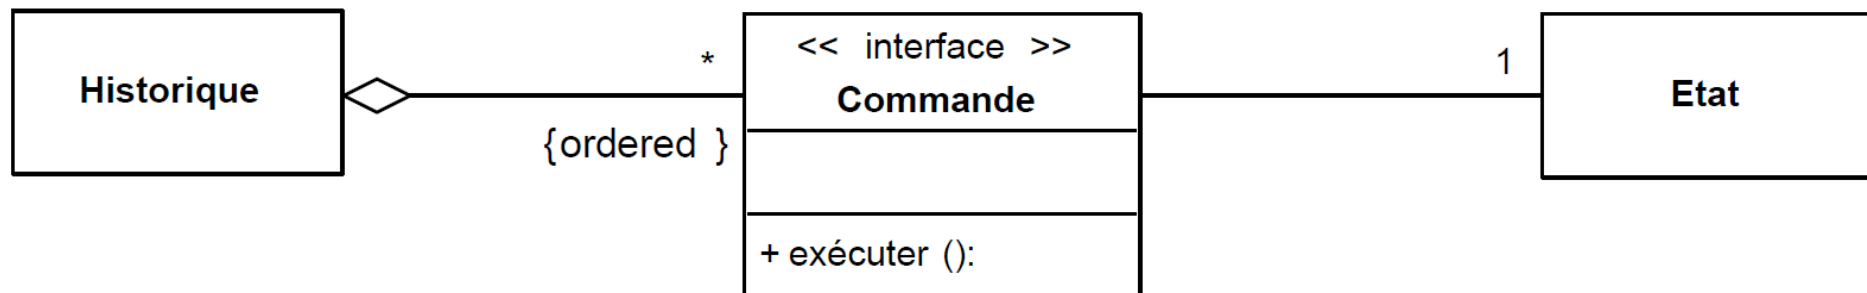 Historique
*
{ordered }
<< interface >>
Commande
+ exécuter ():
1
Etat